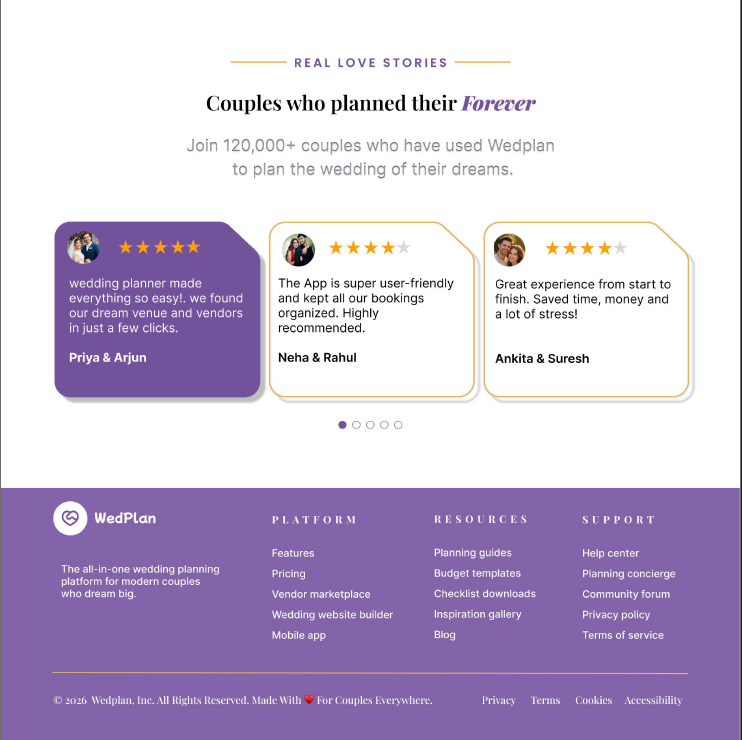 REAL LOVE STORIES
Couples who planned their Forever
Join 120,000+ couples who have used Wedplan
to plan the wedding of their dreams.
wedding planner made
everything so easy!. we found
our dream venue and vendors
in just a few clicks.
Priya & Arjun
The App is super user-friendly
and kept all our bookings
organized. Highly
recommended.
Neha & Rahul
Great experience from start to
finish. Saved time, money and
a lot of stress!
Ankita & Suresh
WedPlan
The all-in-one wedding planning
platform for modern couples
who dream big.
PLATFORM
Features
Pricing
Vendor marketplace
Wedding website builder
Mobile app
RESOURCES
Planning guides
Budget templates
Checklist downloads
Inspiration gallery
Blog
SUPPORT
Help center
Planning concierge
Community forum
Privacy policy
Terms of service
© 2026 Wedplan, Inc. All Rights Reserved. Made With ❤️ For Couples Everywhere.
Privacy Terms Cookies Accessibility